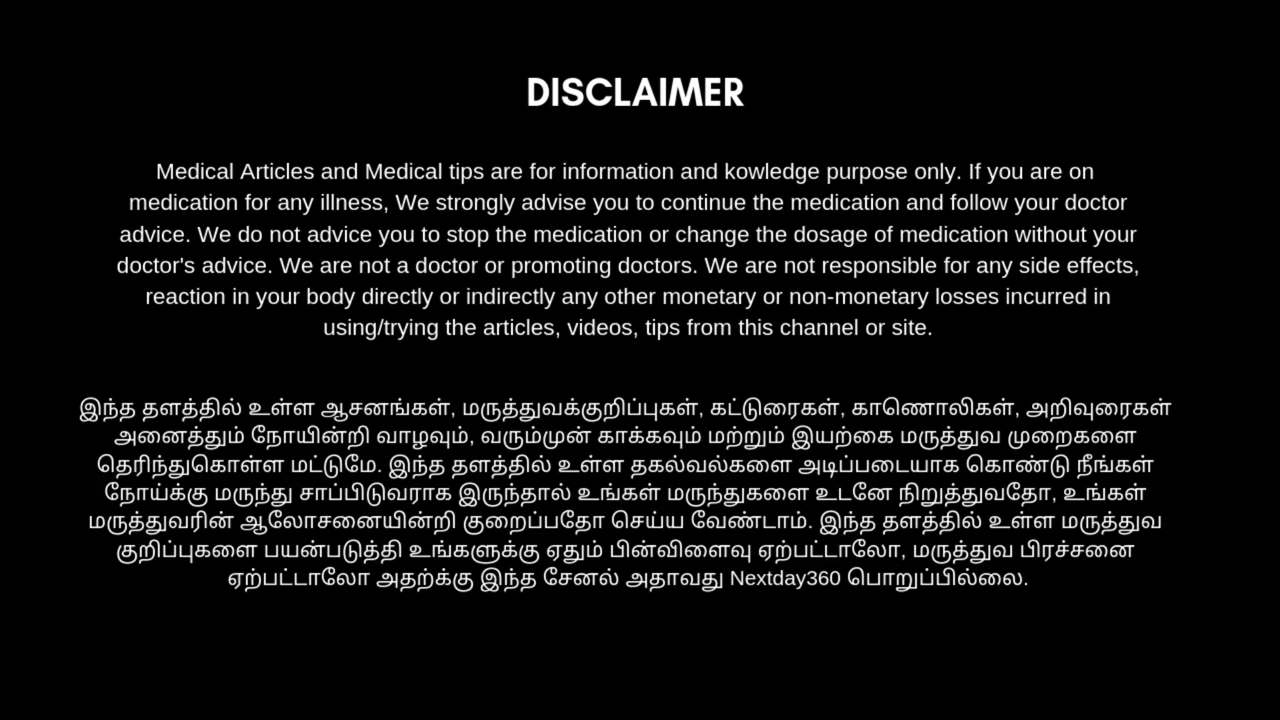 DISCLAIMER
Medical Articles and Medical tips are for information and kowledge purpose only. If you are on
medication for any illness, We strongly advise you to continue the medication and follow your doctor
advice. We do not advice you to stop the medication or change the dosage of medication without your
doctor's advice. We are not a doctor or promoting doctors. We are not responsible for any side effects,
reaction in your body directly or indirectly any other monetary or non-monetary losses incurred in
using/trying the articles, videos, tips from this channel or site.
இந்த தளத்தில் உள்ள ஆசனங்கள், மருத்துவக்குறிப்புகள், கட்டுரைகள், காணொலிகள், அறிவுரைகள்
அனைத்தும் நோயின்றி வாழவும், வரும்முன் காக்கவும் மற்றும் இயற்கை மருத்துவ முறைகளை
தெரிந்துகொள்ள மட்டுமே. இந்த தளத்தில் உள்ள தகல்வல்களை அடிப்படையாக கொண்டு நீங்கள்
நோய்க்கு மருந்து சாப்பிடுவராக இருந்தால் உங்கள் மருந்துகளை உடனே நிறுத்துவதோ, உங்கள்
மருத்துவரின் ஆலோசனையின்றி குறைப்பதோ செய்ய வேண்டாம். இந்த தளத்தில் உள்ள மருத்துவ
குறிப்புகளை பயன்படுத்தி உங்களுக்கு ஏதும் பின்விளைவு ஏற்பட்டாலோ, மருத்துவ பிரச்சனை
ஏற்பட்டாலோ அதற்க்கு இந்த சேனல் அதாவது Nextday360 பொறுப்பில்லை.